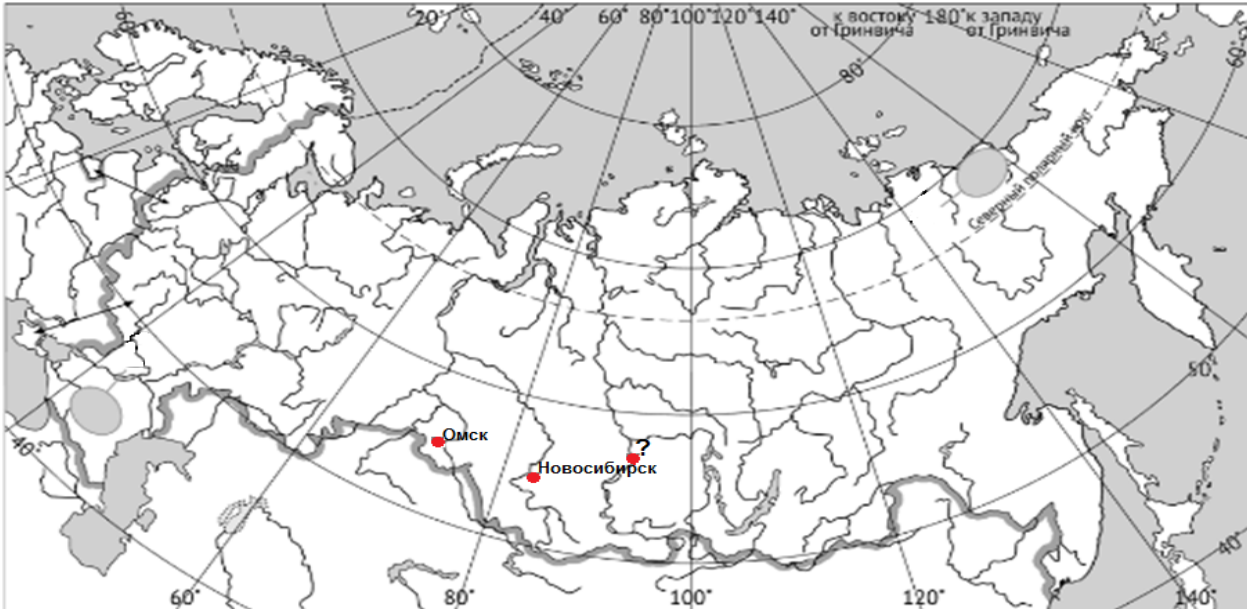 20° 40° 60° 80° 100° 120° 140° к востоку 180° к западу
от Гринвича от Гринвича
60°
80°
Северный полярный круг
50°
Омск
?
Новосибирск
40°
40°
60° 80° 100° 120° 140°